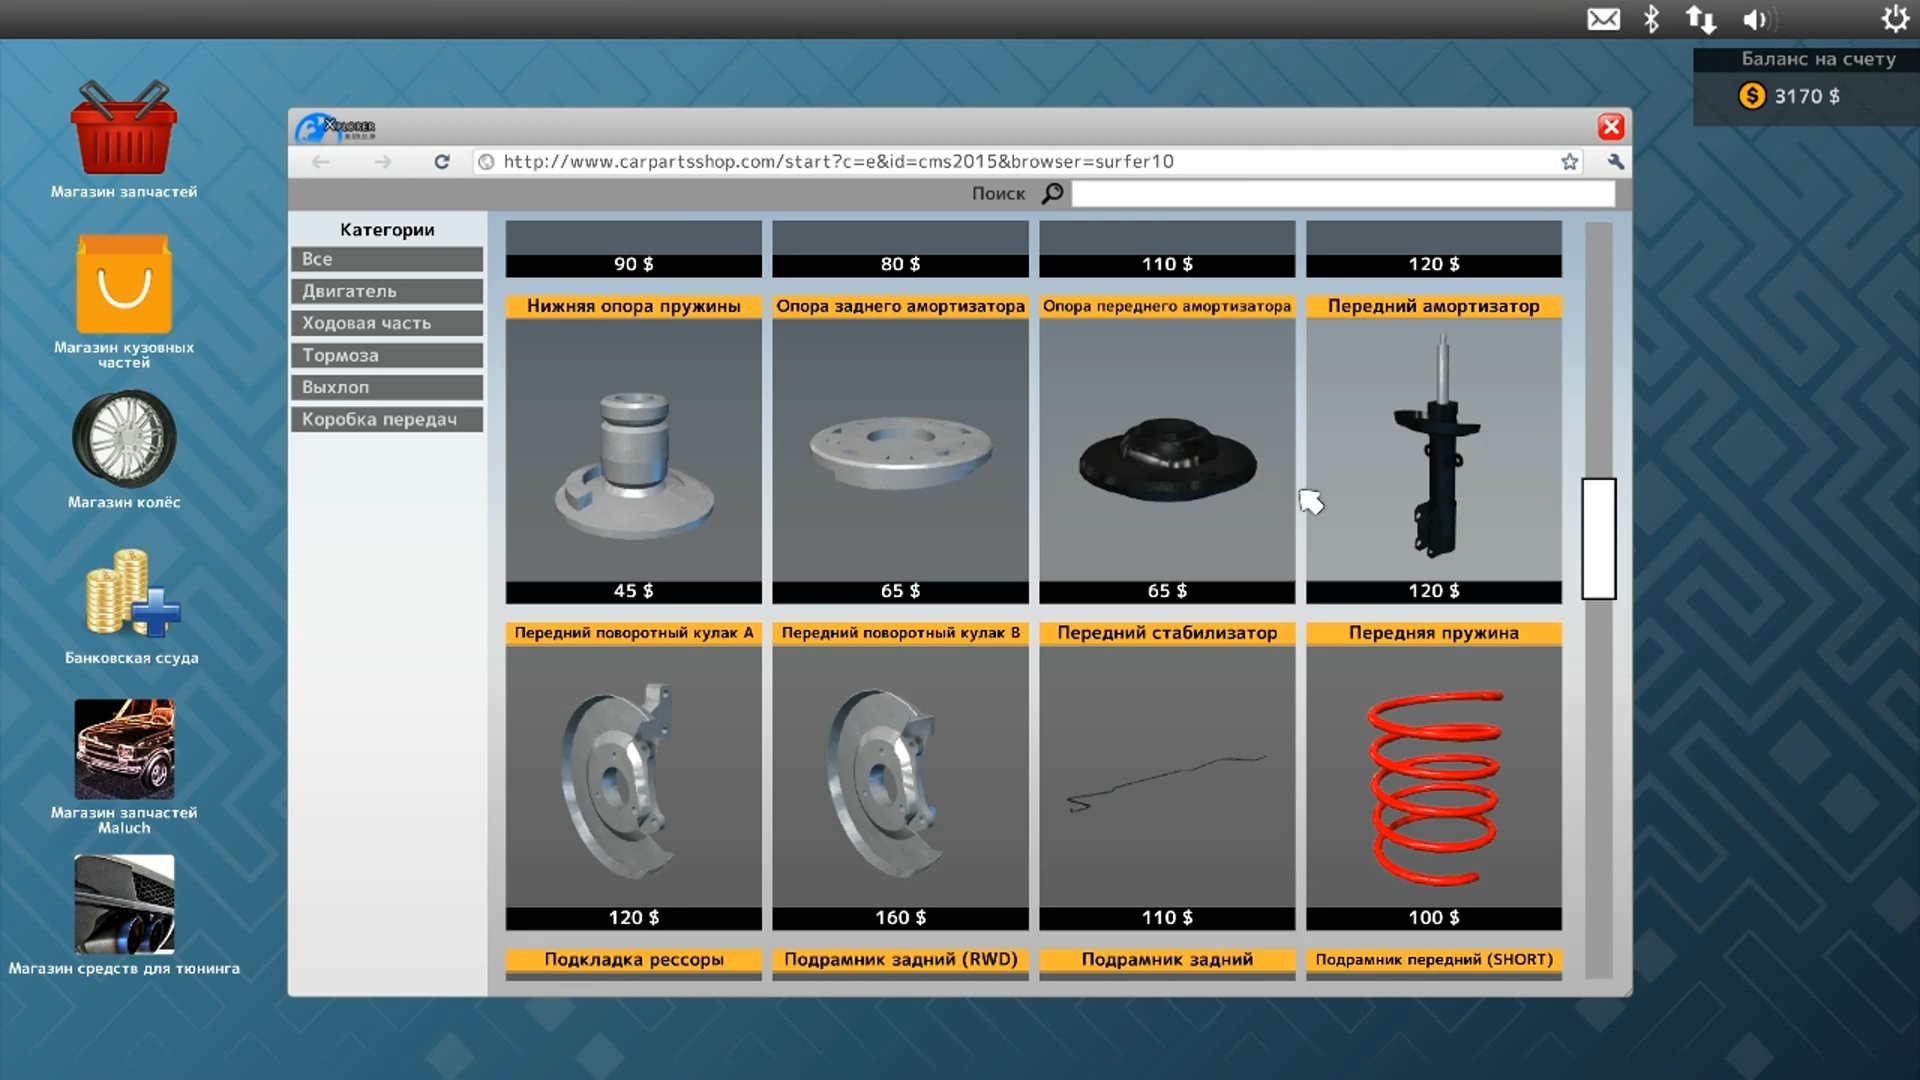 Баланс на счету
3170 $
Магазин запчастей
Магазин кузовных
частей
Магазин колёс
Банковская ссуда
Магазин запчастей
Maluch
Магазин средств для тюнинга
XPLORER
http://www.carpartsshop.com/start?c=e&id=cms2015&browser=surfer10
Поиск
Категории
Все
Двигатель
Ходовая часть
Тормоза
Выхлоп
Коробка передач
90 $
80 $
110 $
120 $
Нижняя опора пружины
Опора заднего амортизатора
Опора переднего амортизатора
Передний амортизатор
45 $
65 $
65 $
120 $
Передний поворотный кулак A
Передний поворотный кулак B
Передний стабилизатор
Передняя пружина
120 $
160 $
110 $
100 $
Подкладка рессоры
Подрамник задний (RWD)
Подрамник задний
Подрамник передний (SHORT)